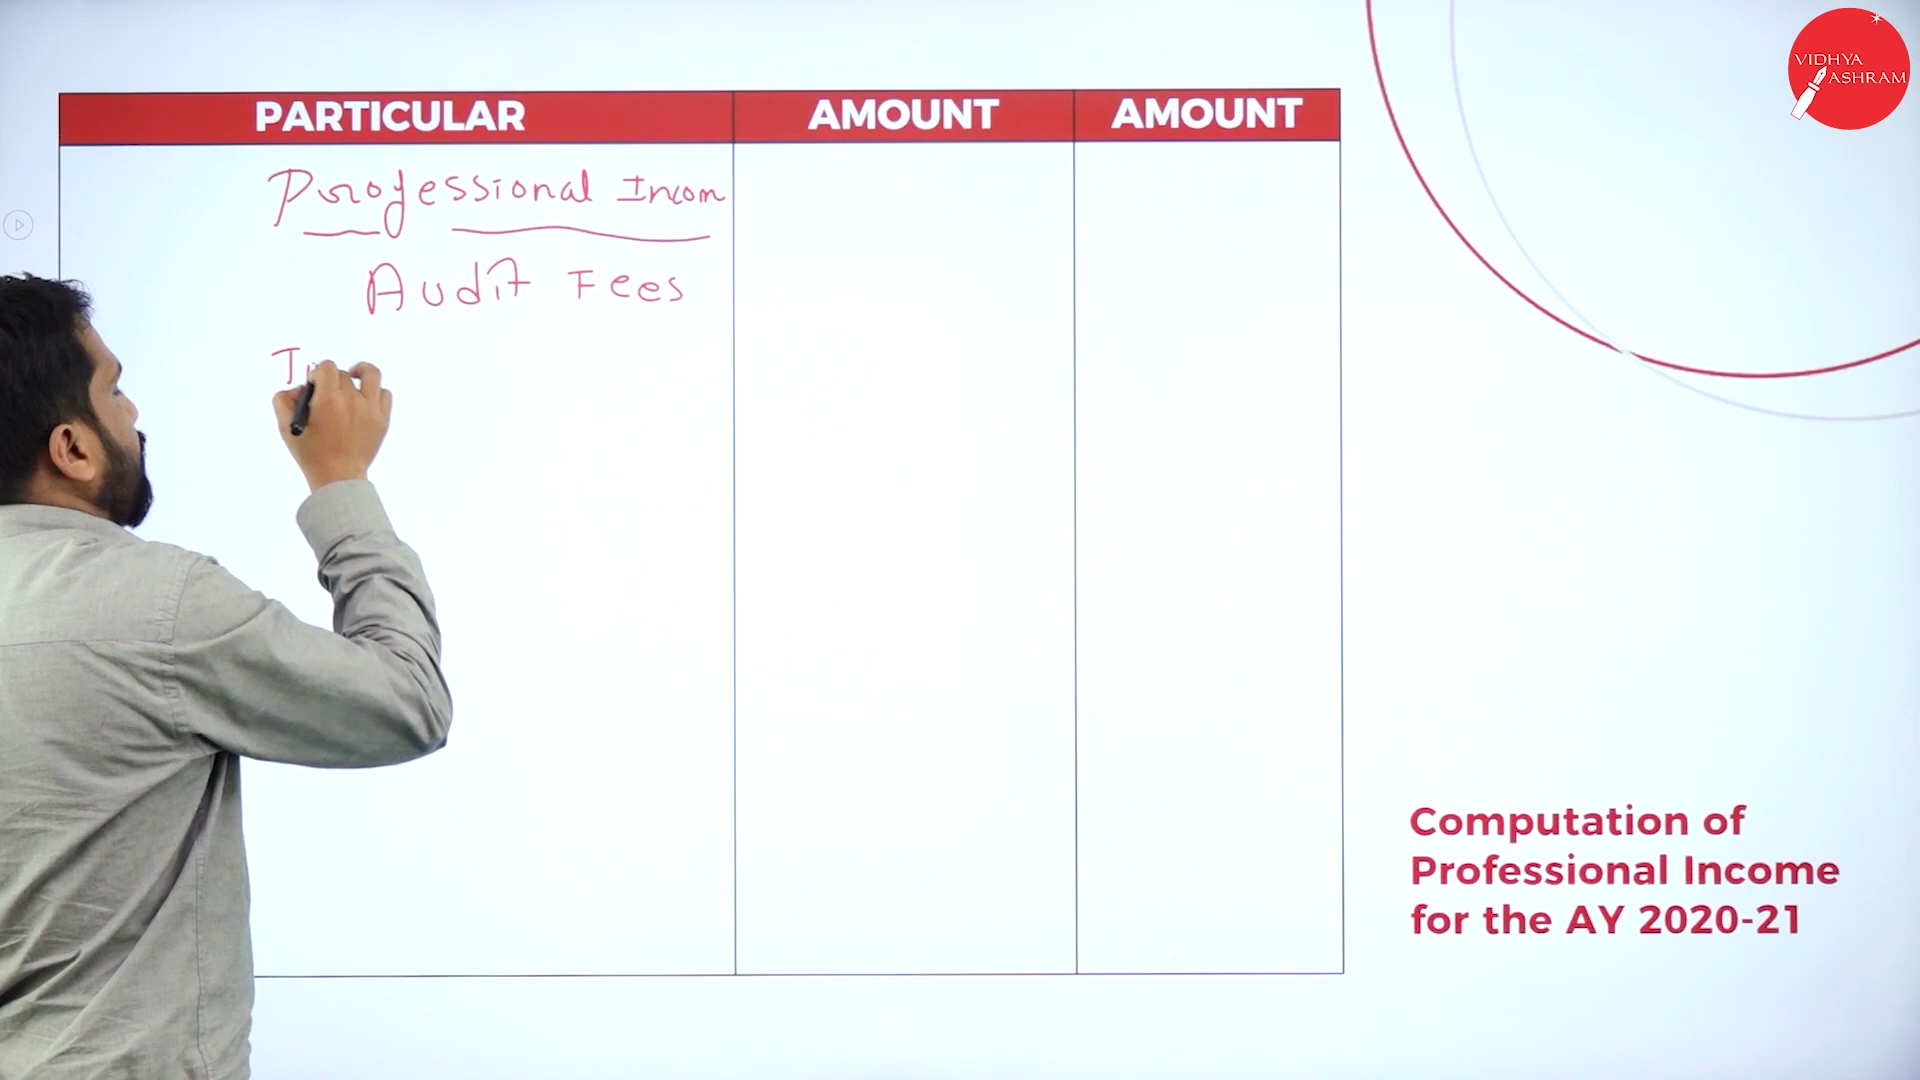 VIDHYA
ASHRAM
PARTICULAR AMOUNT AMOUNT
Professional Incom
Audit Fees
Computation of
Professional Income
for the AY 2020-21